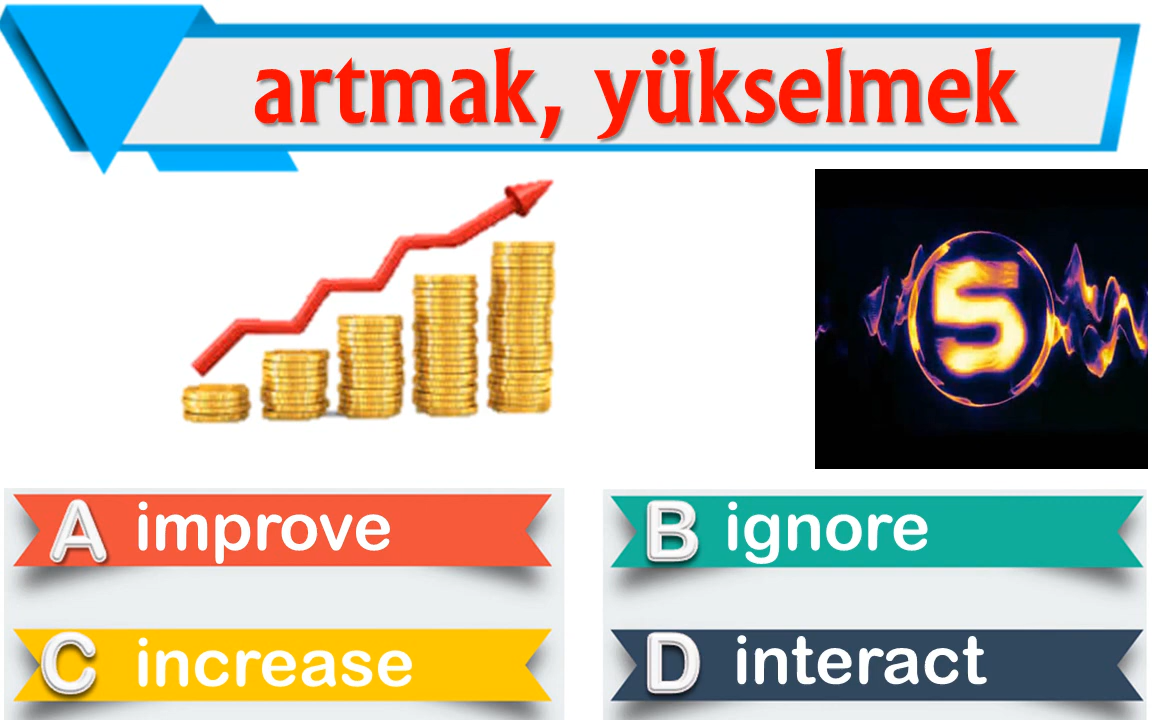 artmak, yükselmek
5
A improve
B ignore
C increase
D interact